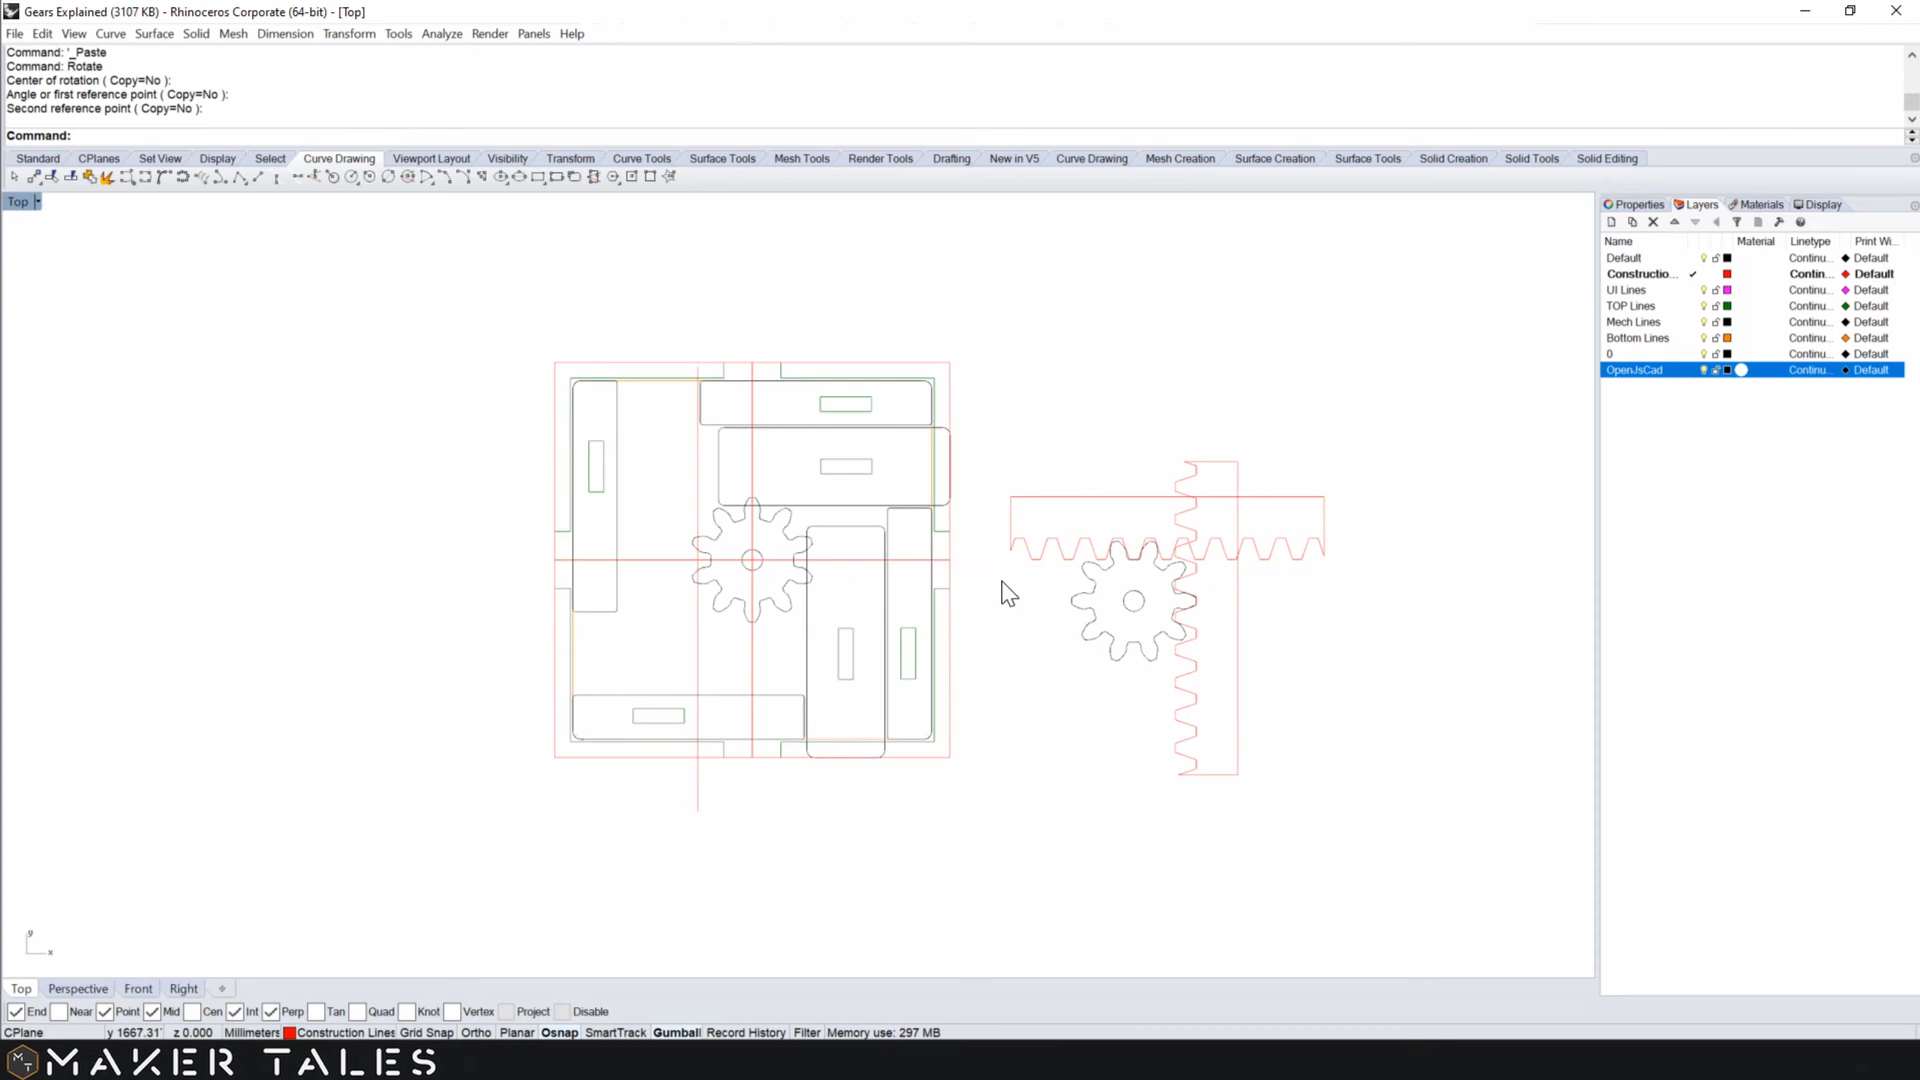 Gears Explained (3107 KB) - Rhinoceros Corporate (64-bit) - [Top]
File Edit View Curve Surface Solid Mesh Dimension Transform Tools Analyze Render Panels Help
Command: '_Paste
Command: Rotate
Center of rotation ( Copy=No ):
Angle or first reference point ( Copy=No ):
Second reference point ( Copy=No ):
Command:
Standard CPlanes Set View Display Select Curve Drawing Viewport Layout Visibility Transform Curve Tools Surface Tools Mesh Tools Render Tools Drafting New in V5 Curve Drawing Mesh Creation Surface Creation Surface Tools Solid Creation Solid Tools Solid Editing
Top
Properties Layers Materials Display
Name Material Linetype Print Wi...
Default Continu... Default
Constructio... Contin... Default
UI Lines Continu... Default
TOP Lines Continu... Default
Mech Lines Continu... Default
Bottom Lines Continu... Default
0 Continu... Default
OpenJsCad Continu... Default
y
x
Top Perspective Front Right
End Near Point Mid Cen Int Perp Tan Quad Knot Vertex Project Disable
CPlane y 1667.31 z 0.000 Millimeters Construction Lines Grid Snap Ortho Planar Osnap SmartTrack Gumball Record History Filter Memory use: 297 MB
MT MAKER TALES